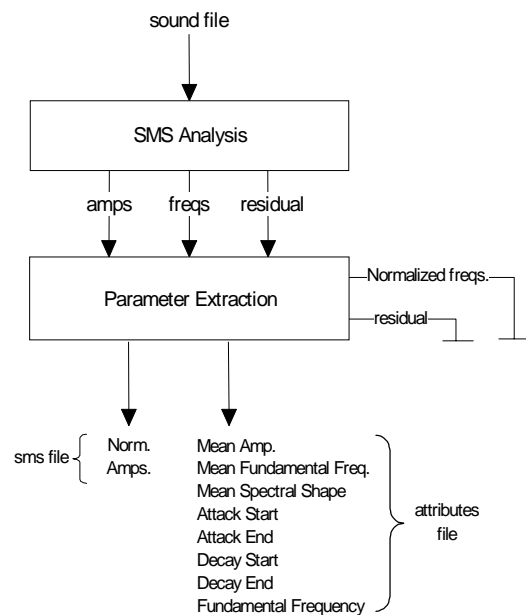 sound file
SMS Analysis
amps
freqs
residual
Parameter Extraction
Normalized freqs.
residual
sms file
Norm.
Amps.
Mean Amp.
Mean Fundamental Freq.
Mean Spectral Shape
Attack Start
Attack End
Decay Start
Decay End
Fundamental Frequency
attributes
file